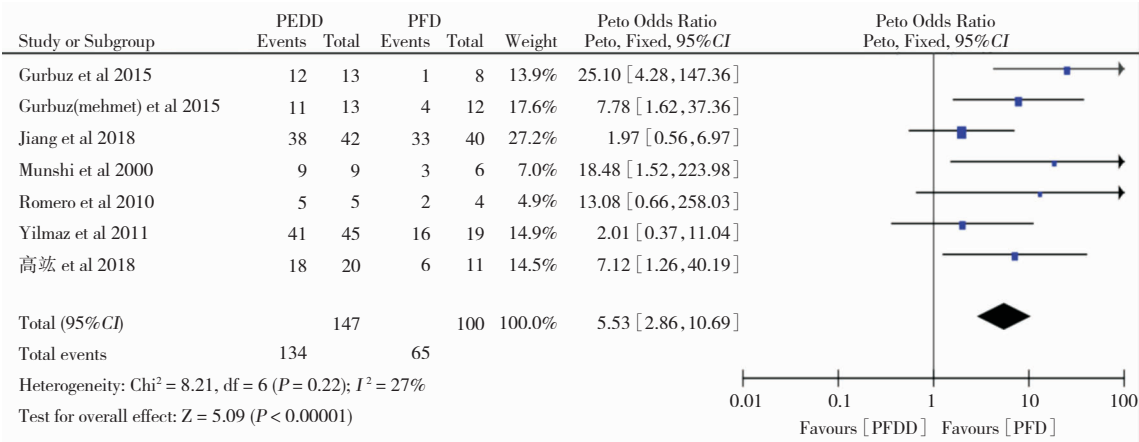 PEDD PFD Peto Odds Ratio Peto Odds Ratio
Study or Subgroup Events Total Events Total Weight Peto, Fixed, 95%CI Peto, Fixed, 95%CI
Gurbuz et al 2015 12 13 1 8 13.9% 25.10 [4.28,147.36]
Gurbuz(mehmet) et al 2015 11 13 4 12 17.6% 7.78 [1.62,37.36]
Jiang et al 2018 38 42 33 40 27.2% 1.97 [0.56,6.97]
Munshi et al 2000 9 9 3 6 7.0% 18.48 [1.52,223.98]
Romero et al 2010 5 5 2 4 4.9% 13.08 [0.66,258.03]
Yilmaz et al 2011 41 45 16 19 14.9% 2.01 [0.37,11.04]
高竑 et al 2018 18 20 6 11 14.5% 7.12 [1.26,40.19]
Total (95%CI) 147 100 100.0% 5.53 [2.86,10.69]
Total events 134 65
Heterogeneity: Chi² = 8.21, df = 6 (P = 0.22); I² = 27%
Test for overall effect: Z = 5.09 (P < 0.00001)
0.01 0.1 1 10 100
Favours [PFDD] Favours [PFD]